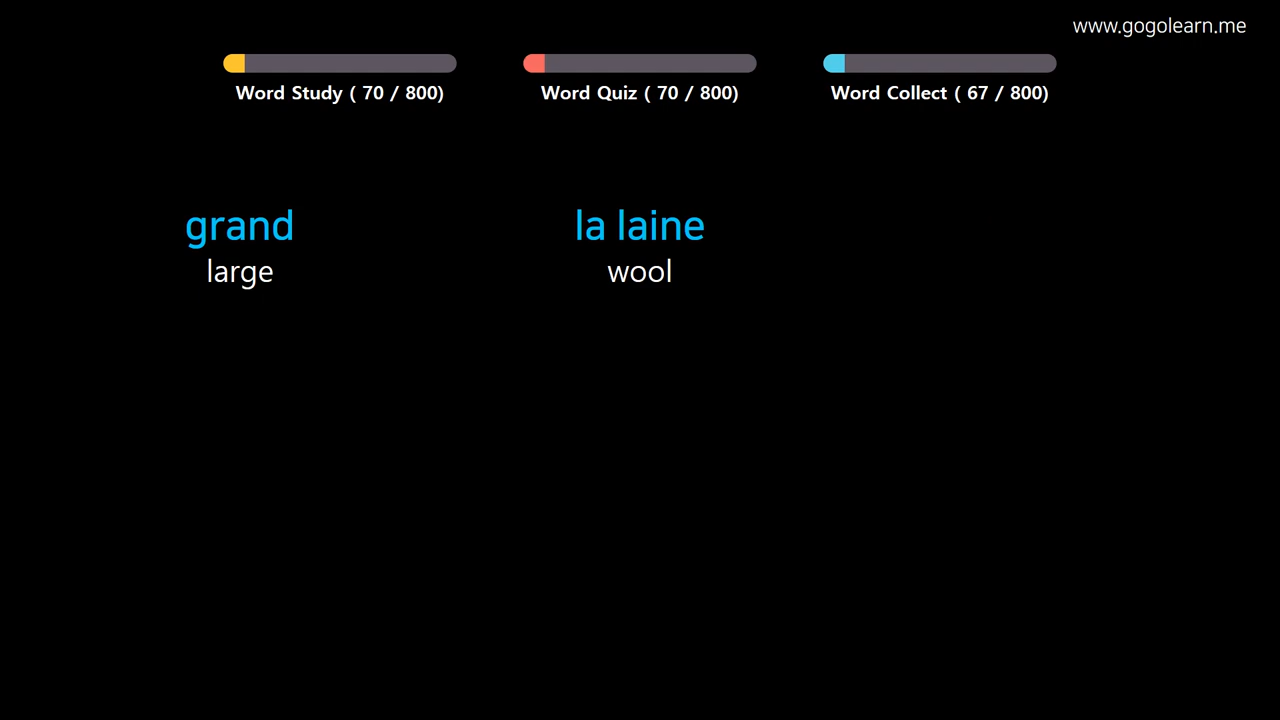 www.gogolearn.me
Word Study ( 70 / 800)
Word Quiz ( 70 / 800)
Word Collect ( 67 / 800)
grand
large
la laine
wool